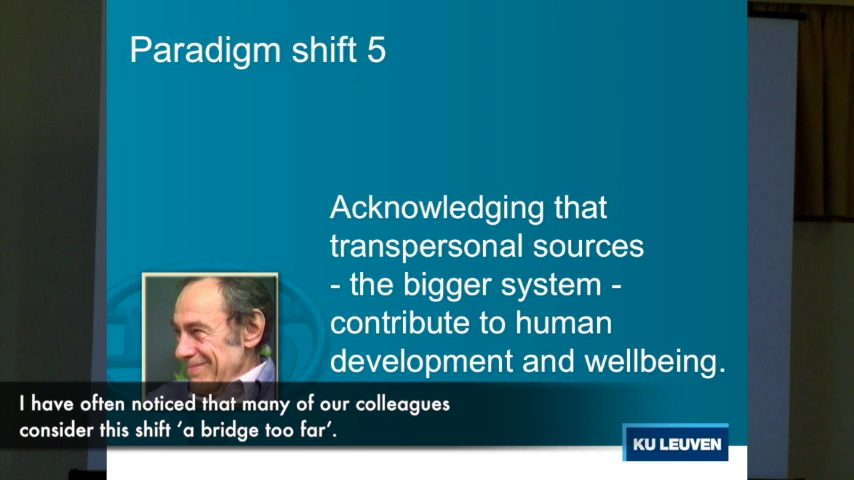 Paradigm shift 5
Acknowledging that
transpersonal sources
- the bigger system -
contribute to human
development and wellbeing.
I have often noticed that many of our colleagues
consider this shift ‘a bridge too far’.
KU LEUVEN